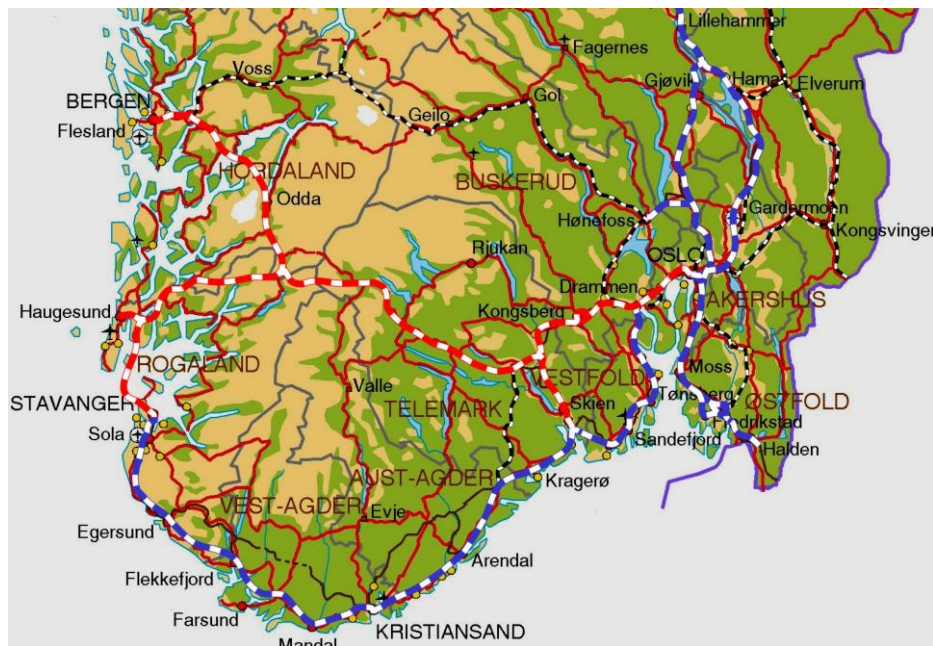 Lillehammer
Fagernes
Voss
Gjøvik
Hamar
Elverum
BERGEN
Gol
Geilo
Flesland
HORDALAND
BUSKERUD
Odda
Hønefoss
Gardermoen
Kongsvinger
Rjukan
OSLO
Drammen
AKERSHUS
Haugesund
Kongsberg
ROGALAND
Moss
VESTFOLD
Valle
Tønsberg
ØSTFOLD
STAVANGER
TELEMARK
Skien
Fredrikstad
Sola
Sandefjord
Halden
AUST-AGDER
Kragerø
VEST-AGDER
Evje
Egersund
Arendal
Flekkefjord
Farsund
KRISTIANSAND
Mandal